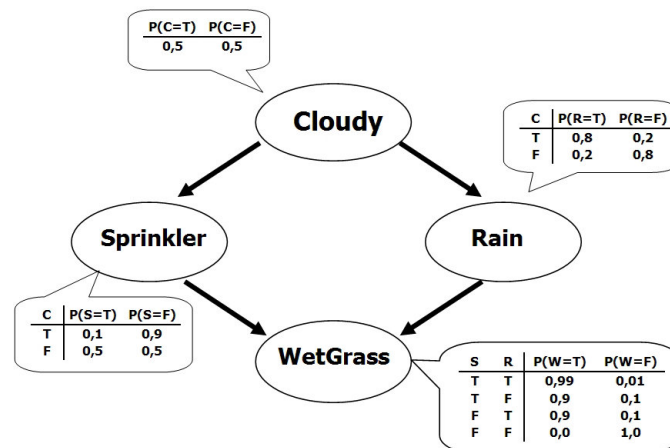 P(C=T) P(C=F)
0,5 0,5
Cloudy
C P(R=T) P(R=F)
T 0,8 0,2
F 0,2 0,8
Sprinkler
Rain
C P(S=T) P(S=F)
T 0,1 0,9
F 0,5 0,5
WetGrass
S R P(W=T) P(W=F)
T T 0,99 0,01
T F 0,9 0,1
F T 0,9 0,1
F F 0,0 1,0